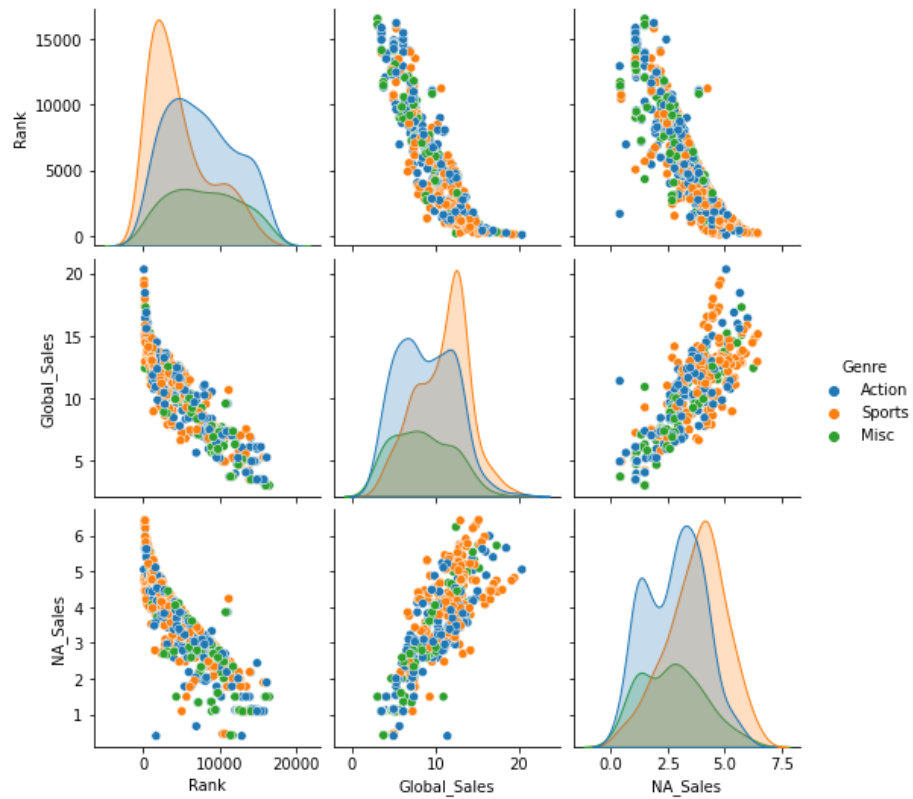 15000
10000
5000
0
Rank
20
15
10
5
Global_Sales
Genre
Action
Sports
Misc
6
5
4
3
2
1
NA_Sales
0 10000 20000
0 10 20
0.0 2.5 5.0 7.5
Rank
Global_Sales
NA_Sales